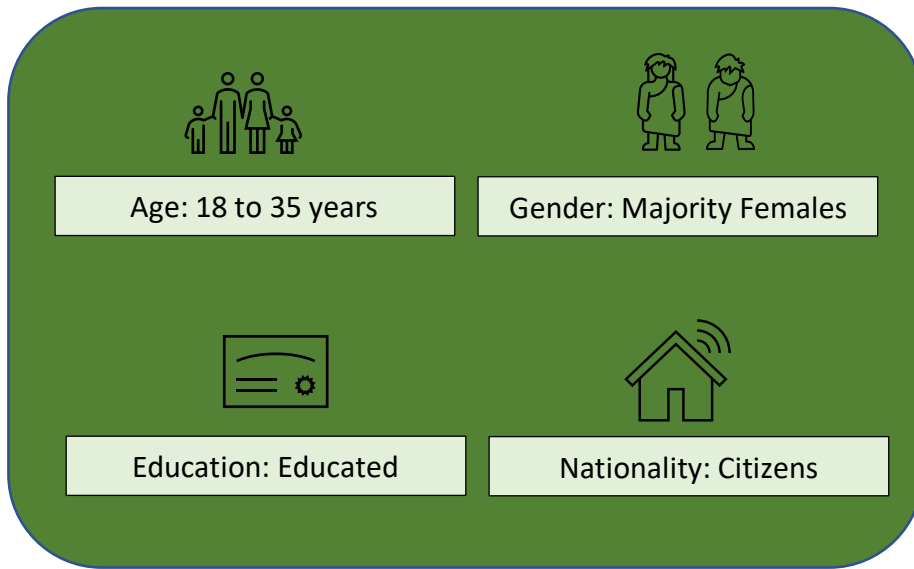 Age: 18 to 35 years
Gender: Majority Females
Education: Educated
Nationality: Citizens